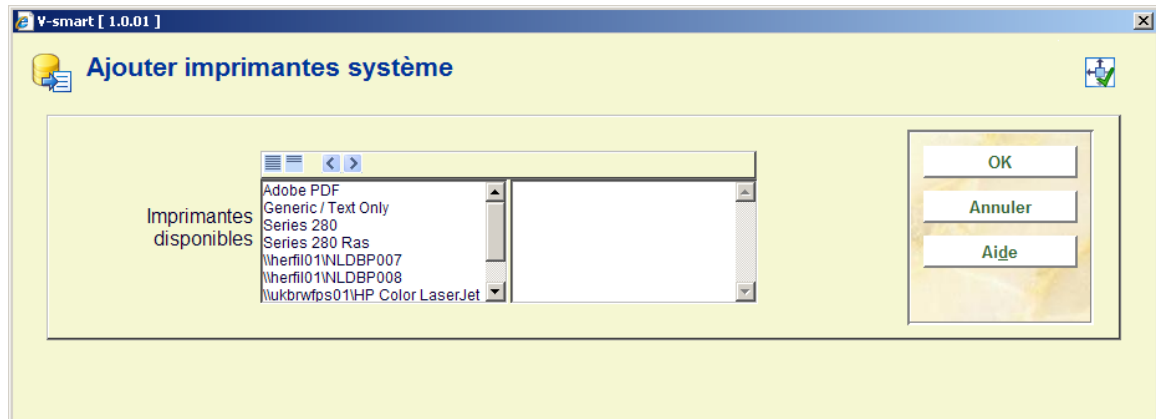 V-smart [ 1.0.01 ]
Ajouter imprimantes système
Imprimantes
disponibles
Adobe PDF
Generic / Text Only
Series 280
Series 280 Ras
\\herfil01\NLDBP007
\\herfil01\NLDBP008
\\ukbrwfps01\HP Color LaserJet
OK
Annuler
Aide